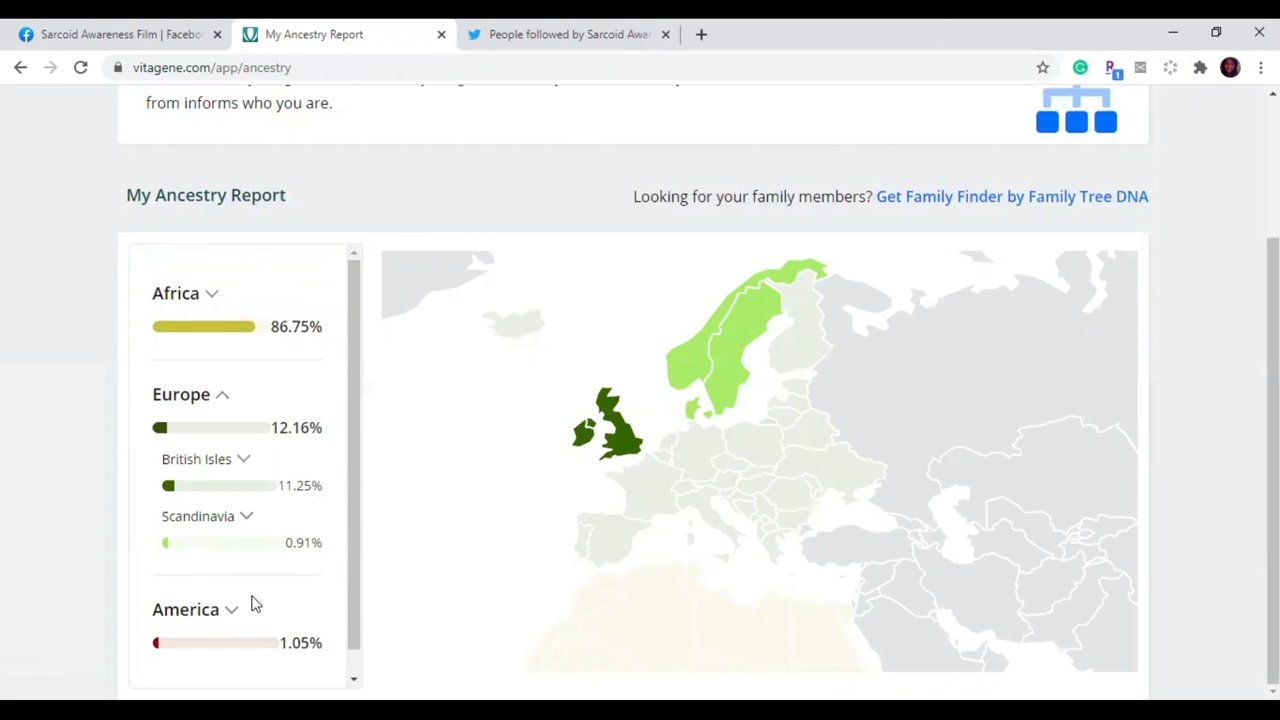 Sarcoid Awareness Film | Facebo
My Ancestry Report
People followed by Sarcoid Awar
vitagene.com/app/ancestry
1
from informs who you are.
My Ancestry Report
Looking for your family members? Get Family Finder by Family Tree DNA
Africa
86.75%
Europe
12.16%
British Isles
11.25%
Scandinavia
0.91%
America
1.05%